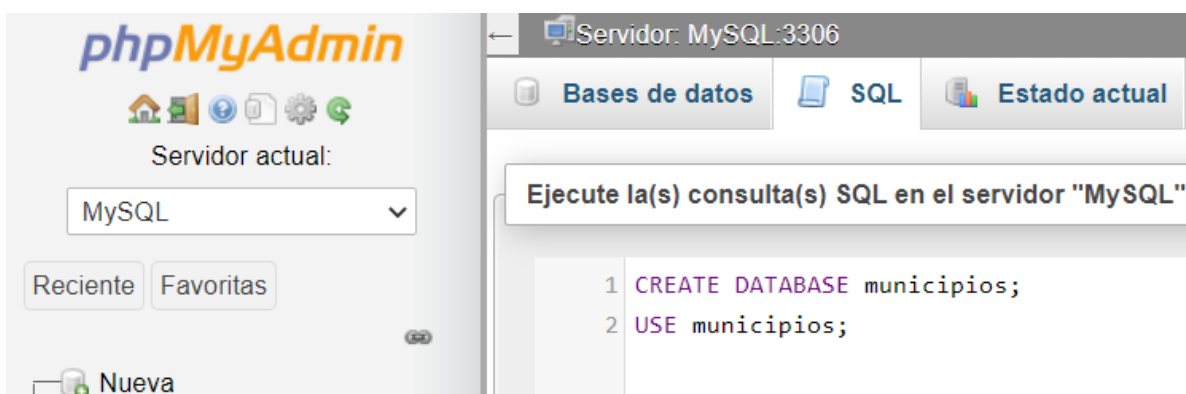 phpMyAdmin
Servidor actual:
MySQL
Reciente Favoritas
Nueva
← Servidor: MySQL:3306
Bases de datos SQL Estado actual
Ejecute la(s) consulta(s) SQL en el servidor "MySQL"
1 CREATE DATABASE municipios;
2 USE municipios;